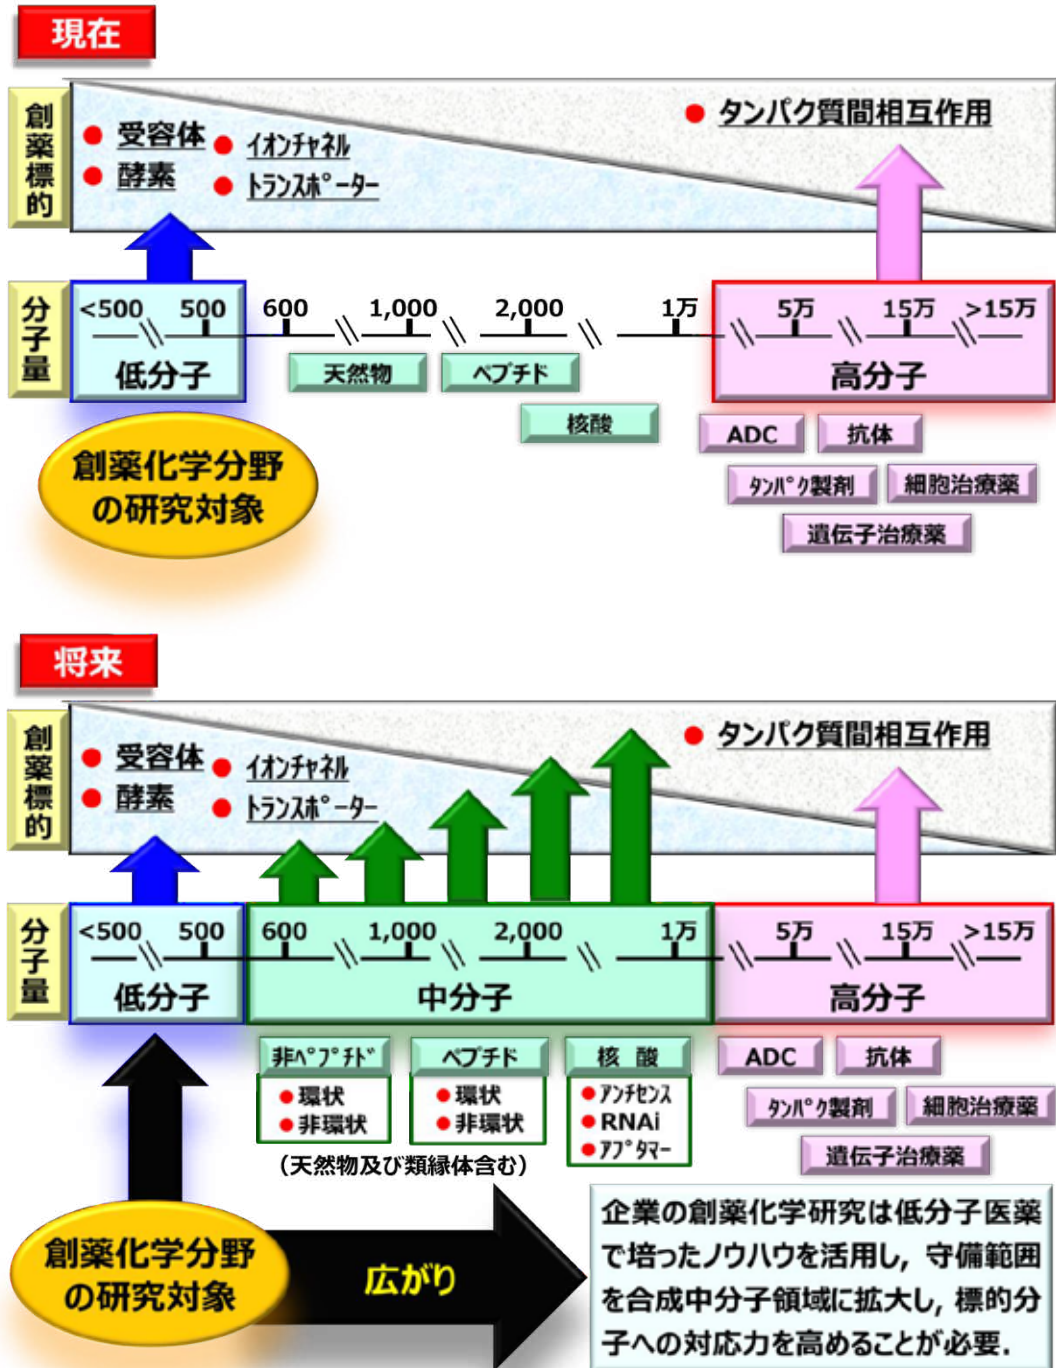 現在
創薬標的
● 受容体
● イオンチャネル
● 酵素
● トランスポーター
● タンパク質間相互作用
分子量
<500 500 600 1,000 2,000 1万 5万 15万 >15万
低分子
高分子
天然物
ペプチド
核酸
ADC
抗体
タンパク製剤
細胞治療薬
遺伝子治療薬
創薬化学分野
の研究対象
将来
創薬標的
● 受容体
● イオンチャネル
● 酵素
● トランスポーター
● タンパク質間相互作用
分子量
<500 500 600 1,000 2,000 1万 5万 15万 >15万
低分子
中分子
高分子
非ペプチド
● 環状
● 非環状
ペプチド
● 環状
● 非環状
核 酸
● アンチセンス
● RNAi
● アプタマー
(天然物及び類縁体含む)
ADC
抗体
タンパク製剤
細胞治療薬
遺伝子治療薬
創薬化学分野
の研究対象
広がり
企業の創薬化学研究は低分子医薬
で培ったノウハウを活用し, 守備範囲
を合成中分子領域に拡大し, 標的分
子への対応力を高めることが必要.